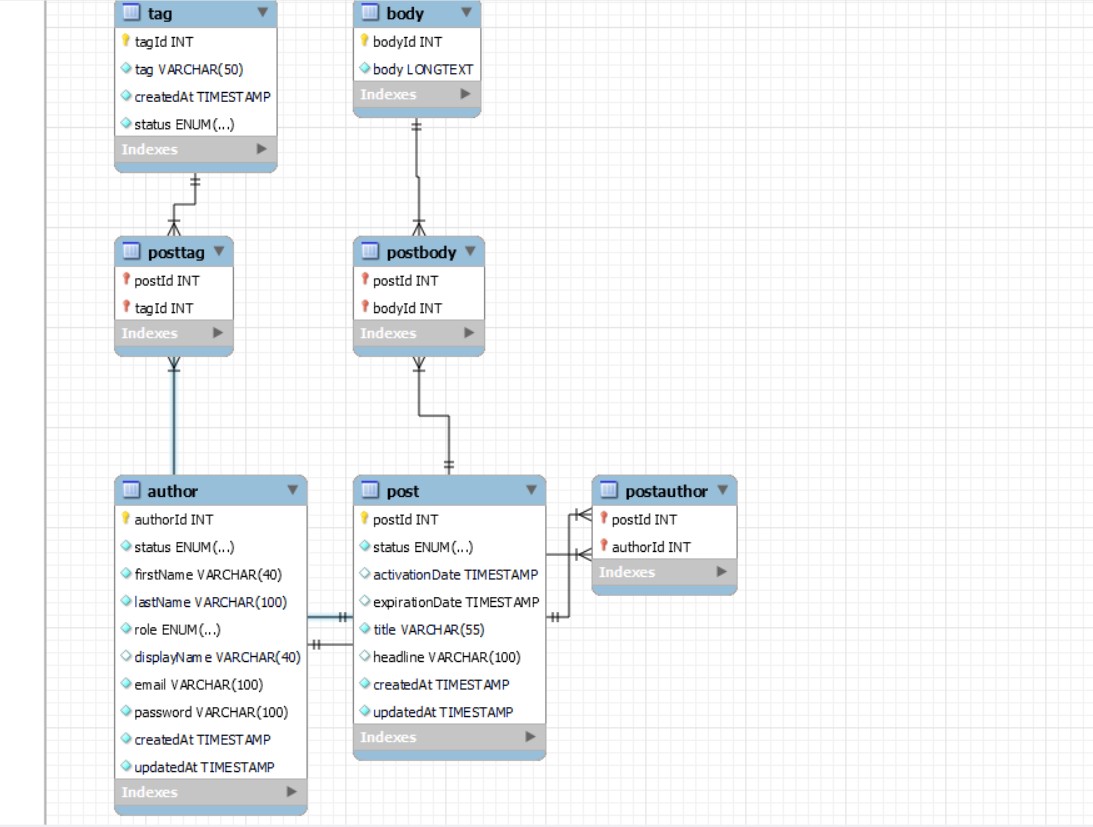 tag
tagId INT
tag VARCHAR(50)
createdAt TIMESTAMP
status ENUM(...)
Indexes
body
bodyId INT
body LONGTEXT
Indexes
posttag
postId INT
tagId INT
Indexes
postbody
postId INT
bodyId INT
Indexes
author
authorId INT
status ENUM(...)
firstName VARCHAR(40)
lastName VARCHAR(100)
role ENUM(...)
displayName VARCHAR(40)
email VARCHAR(100)
password VARCHAR(100)
createdAt TIMESTAMP
updatedAt TIMESTAMP
Indexes
post
postId INT
status ENUM(...)
activationDate TIMESTAMP
expirationDate TIMESTAMP
title VARCHAR(55)
headline VARCHAR(100)
createdAt TIMESTAMP
updatedAt TIMESTAMP
Indexes
postauthor
postId INT
authorId INT
Indexes